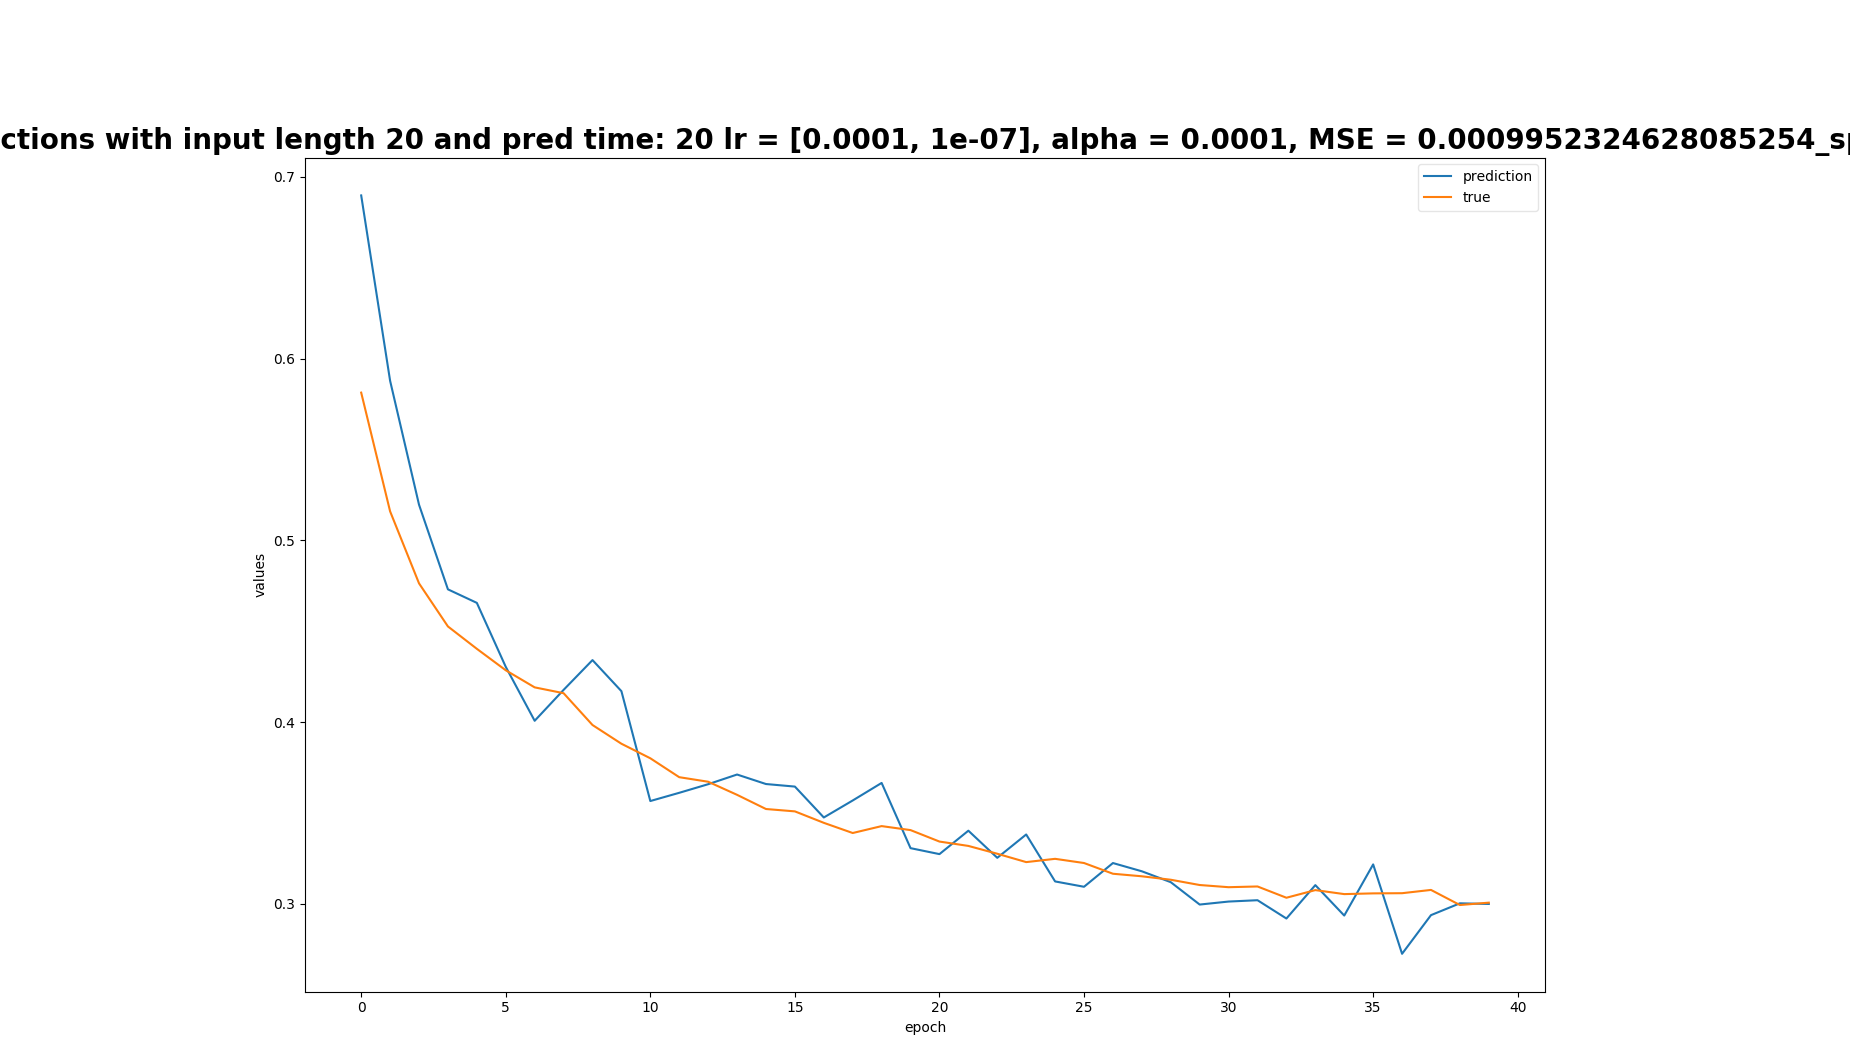 ctions with input length 20 and pred time: 20 lr = [0.0001, 1e-07], alpha = 0.0001, MSE = 0.0009952324628085254_sp
prediction
true
0.7
0.6
0.5
0.4
0.3
values
0
5
10
15
20
25
30
35
40
epoch